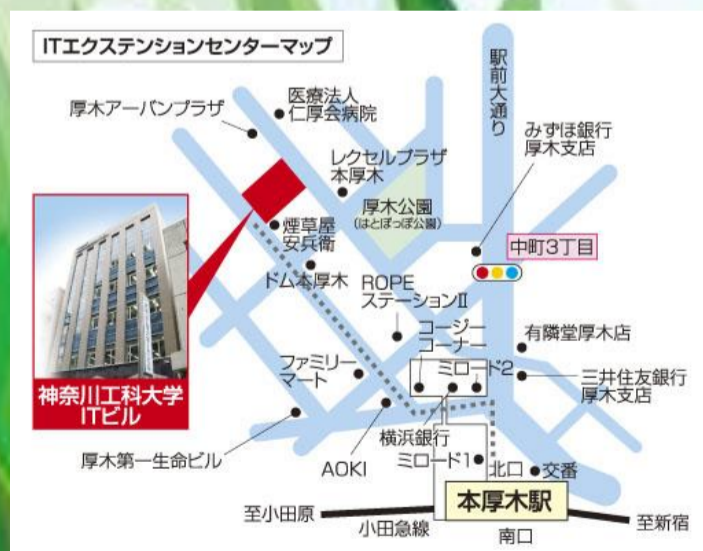 ITエクステンションセンターマップ
駅前大通り
医療法人
仁厚会病院
厚木アーバンプラザ
みずほ銀行
厚木支店
レクセルプラザ
本厚木
厚木公園
(はとぽっぽ公園)
煙草屋
安兵衛
中町3丁目
ドム本厚木
ROPE
ステーションⅡ
コージー
コーナー
有隣堂厚木店
ファミリー
マート
ミロード2
三井住友銀行
厚木支店
神奈川工科大学
ITビル
横浜銀行
厚木第一生命ビル
AOKI
ミロード1
北口
交番
本厚木駅
至小田原
小田急線
南口
至新宿